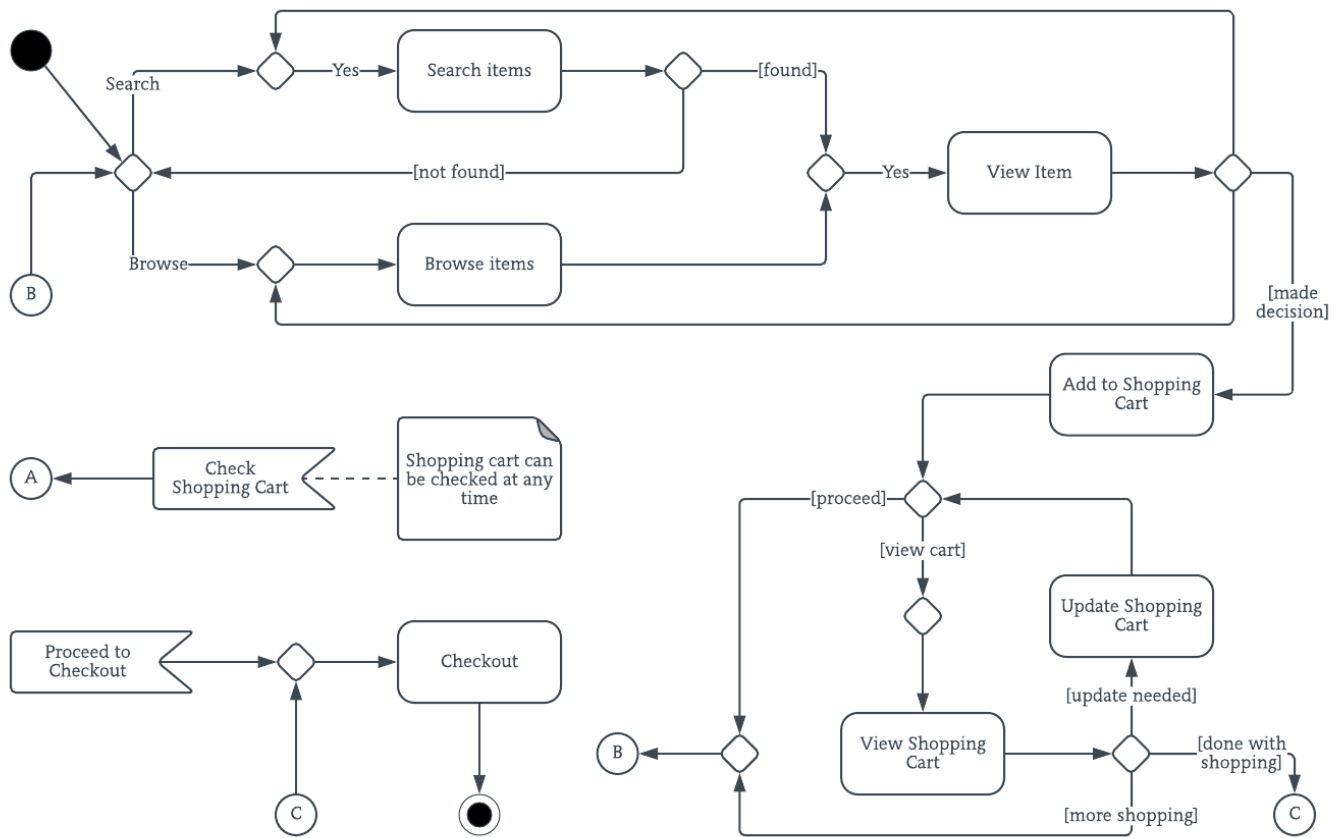 Search
Yes
Search items
[found]
[not found]
Yes
View Item
Browse
Browse items
B
[made
decision]
Add to Shopping
Cart
A
Check
Shopping Cart
Shopping cart can
be checked at any
time
[proceed]
[view cart]
Update Shopping
Cart
Proceed to
Checkout
Checkout
[update needed]
B
View Shopping
Cart
[done with
shopping]
C
[more shopping]
C